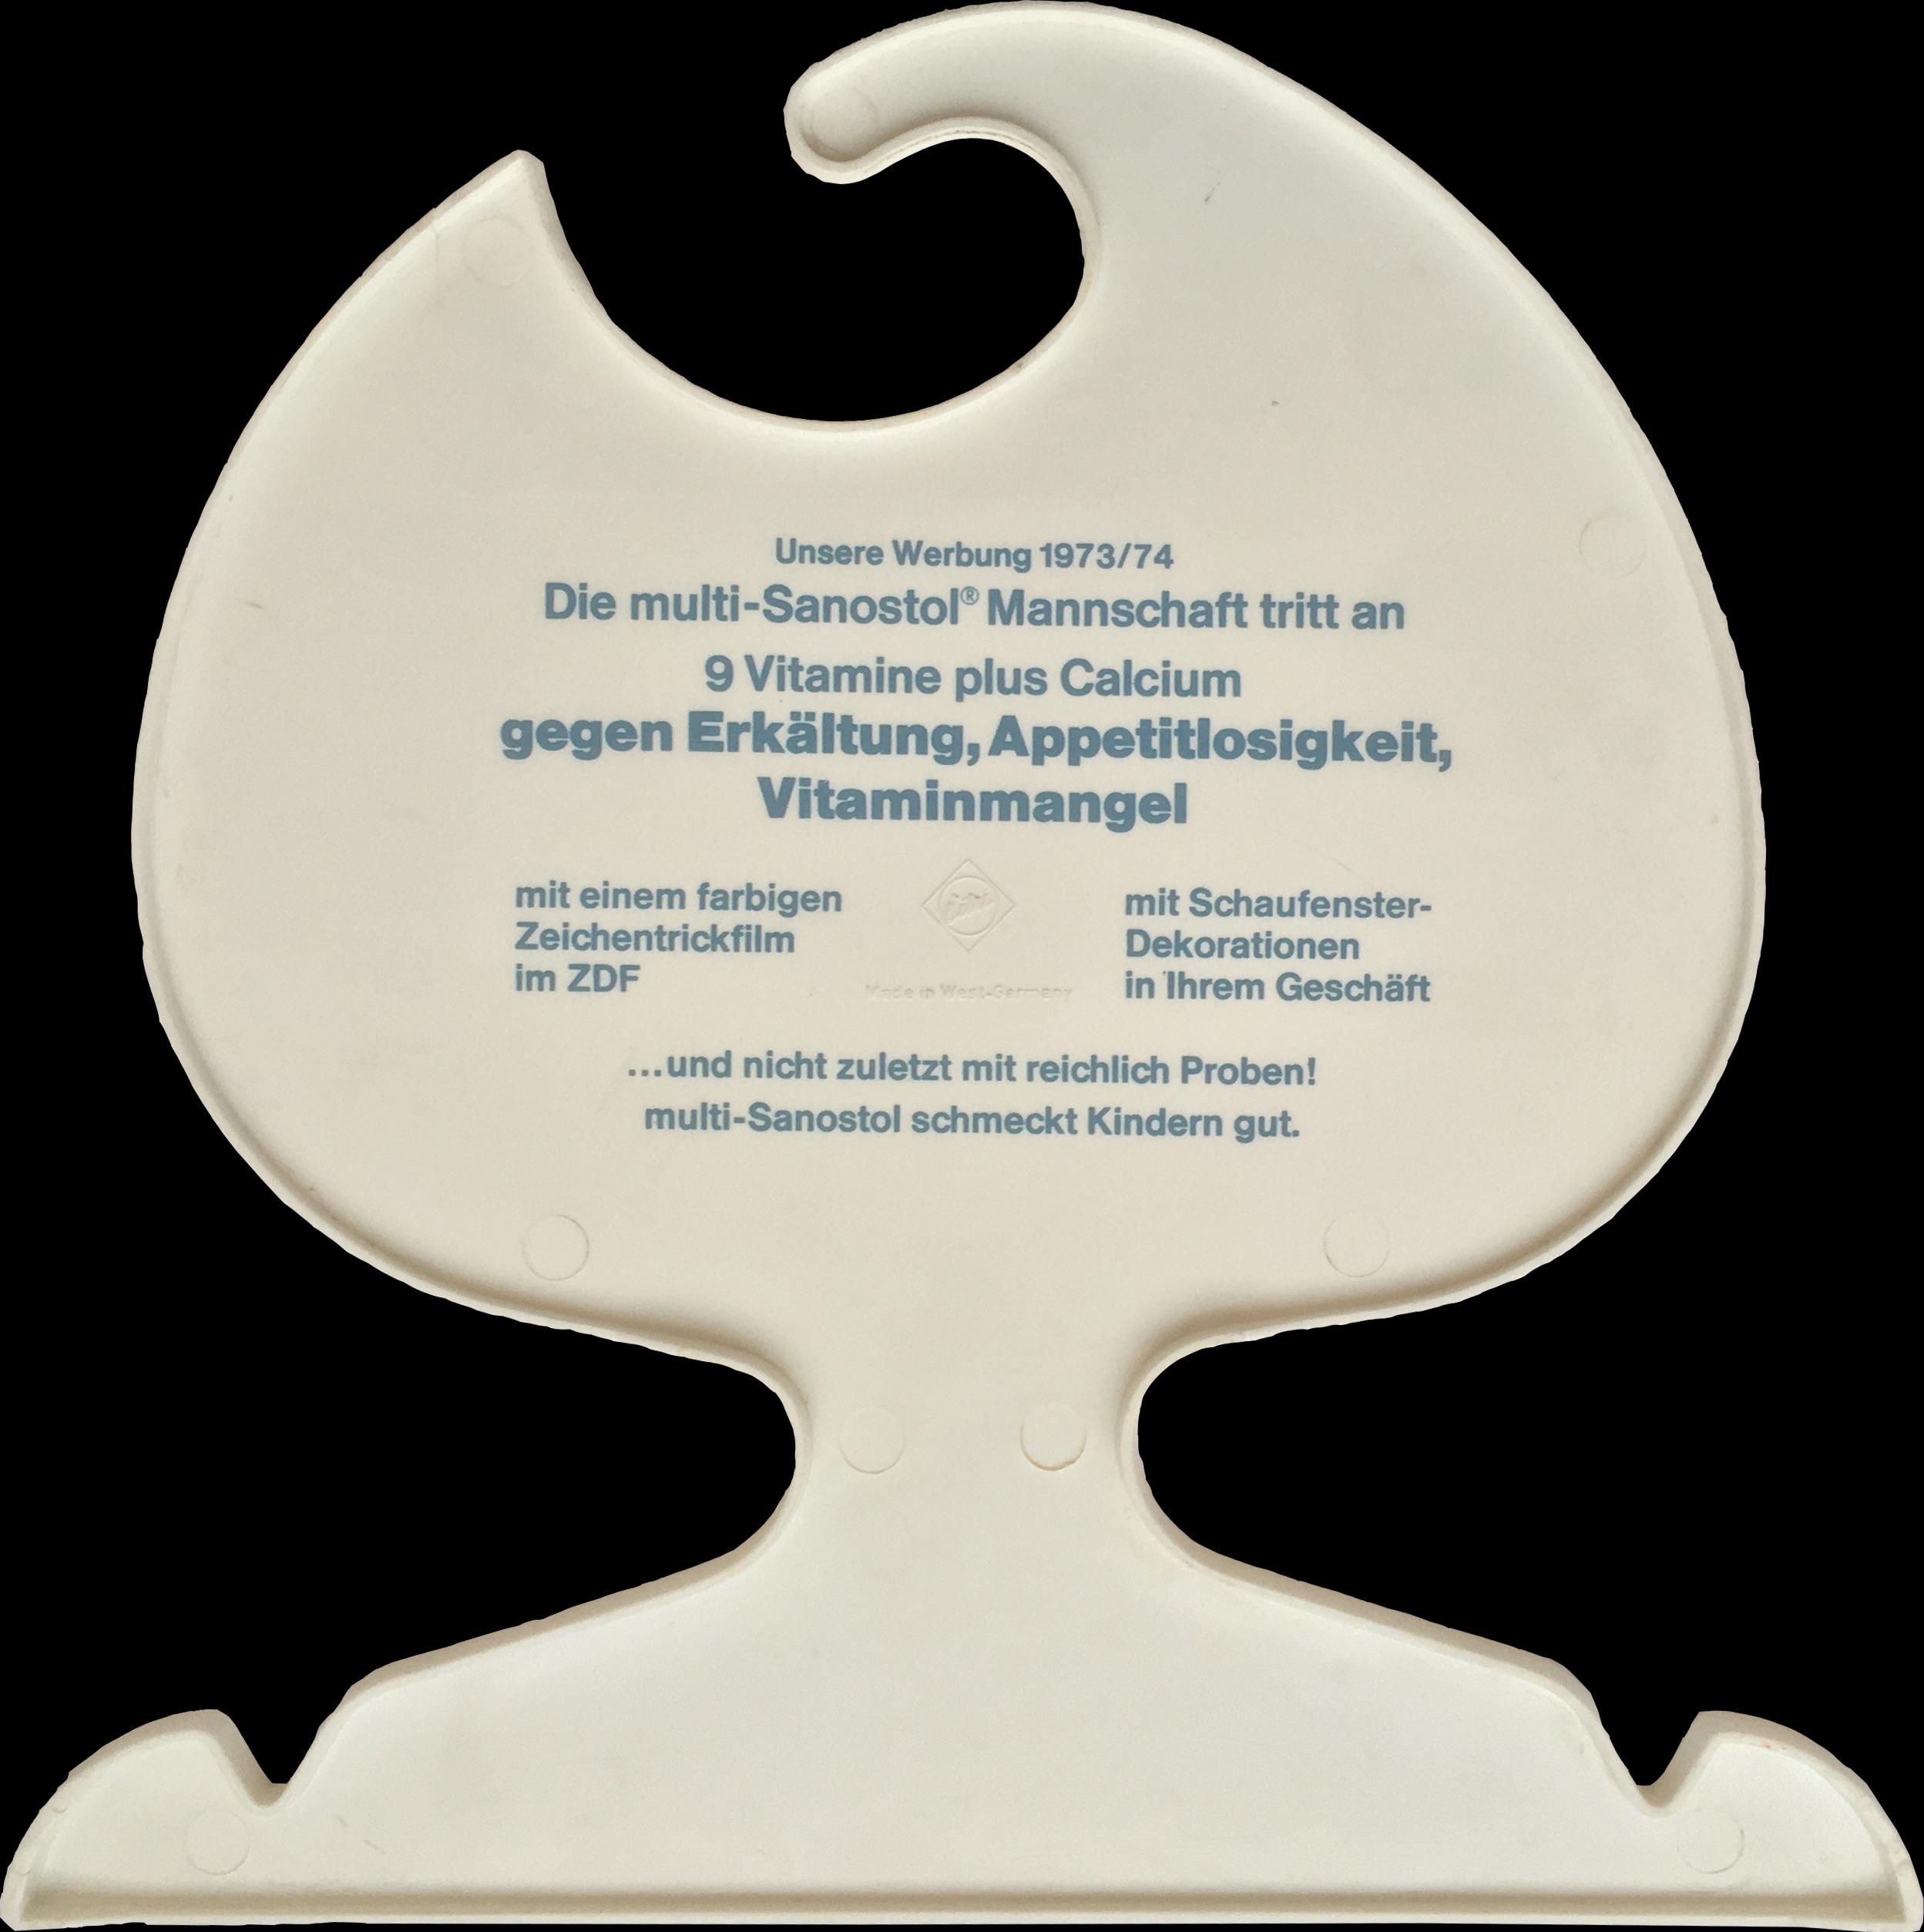 Unsere Werbung 1973/74
Die multi-Sanostol® Mannschaft tritt an
9 Vitamine plus Calcium
gegen Erkältung, Appetitlosigkeit,
Vitaminmangel
mit einem farbigen
Zeichentrickfilm
im ZDF
Made in West-Germany
mit Schaufenster-
Dekorationen
in Ihrem Geschäft
...und nicht zuletzt mit reichlich Proben!
multi-Sanostol schmeckt Kindern gut.